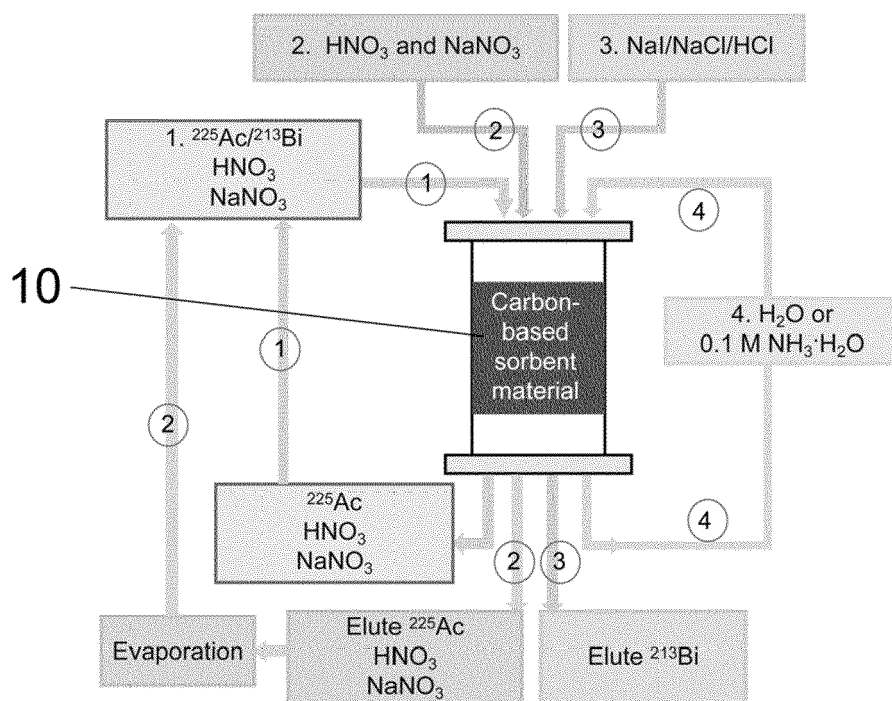 2. HNO₃ and NaNO₃
3. NaI/NaCl/HCl
1. ²²⁵Ac/²¹³Bi
HNO₃
NaNO₃
2
3
1
4
10
Carbon-
based
sorbent
material
4. H₂O or
0.1 M NH₃·H₂O
1
2
²²⁵Ac
HNO₃
NaNO₃
2
3
4
Evaporation
Elute ²²⁵Ac
HNO₃
NaNO₃
Elute ²¹³Bi